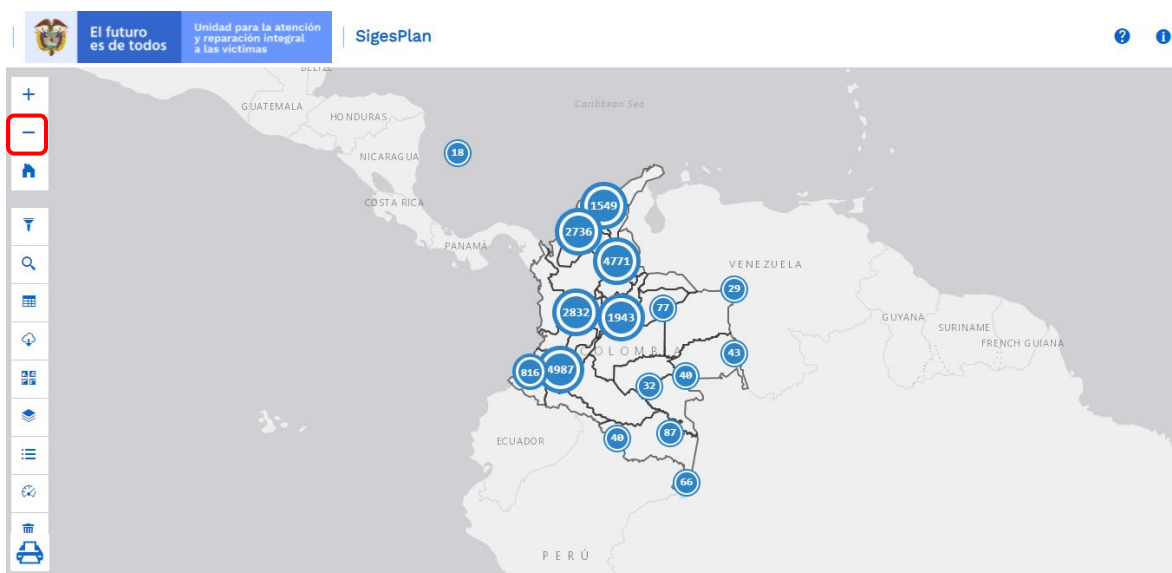 El futuro
es de todos
Unidad para la atención
y reparación integral
a las víctimas
SigesPlan
BELIZE
GUATEMALA
HONDURAS
Caribbean Sea
NICARAGUA
18
COSTA RICA
1549
2736
PANAMÁ
4771
VENEZUELA
29
77
2832
1943
GUYANA
SURINAME
FRENCH GUIANA
COLOMBIA
43
816
4987
40
32
ECUADOR
40
87
66
PERÚ